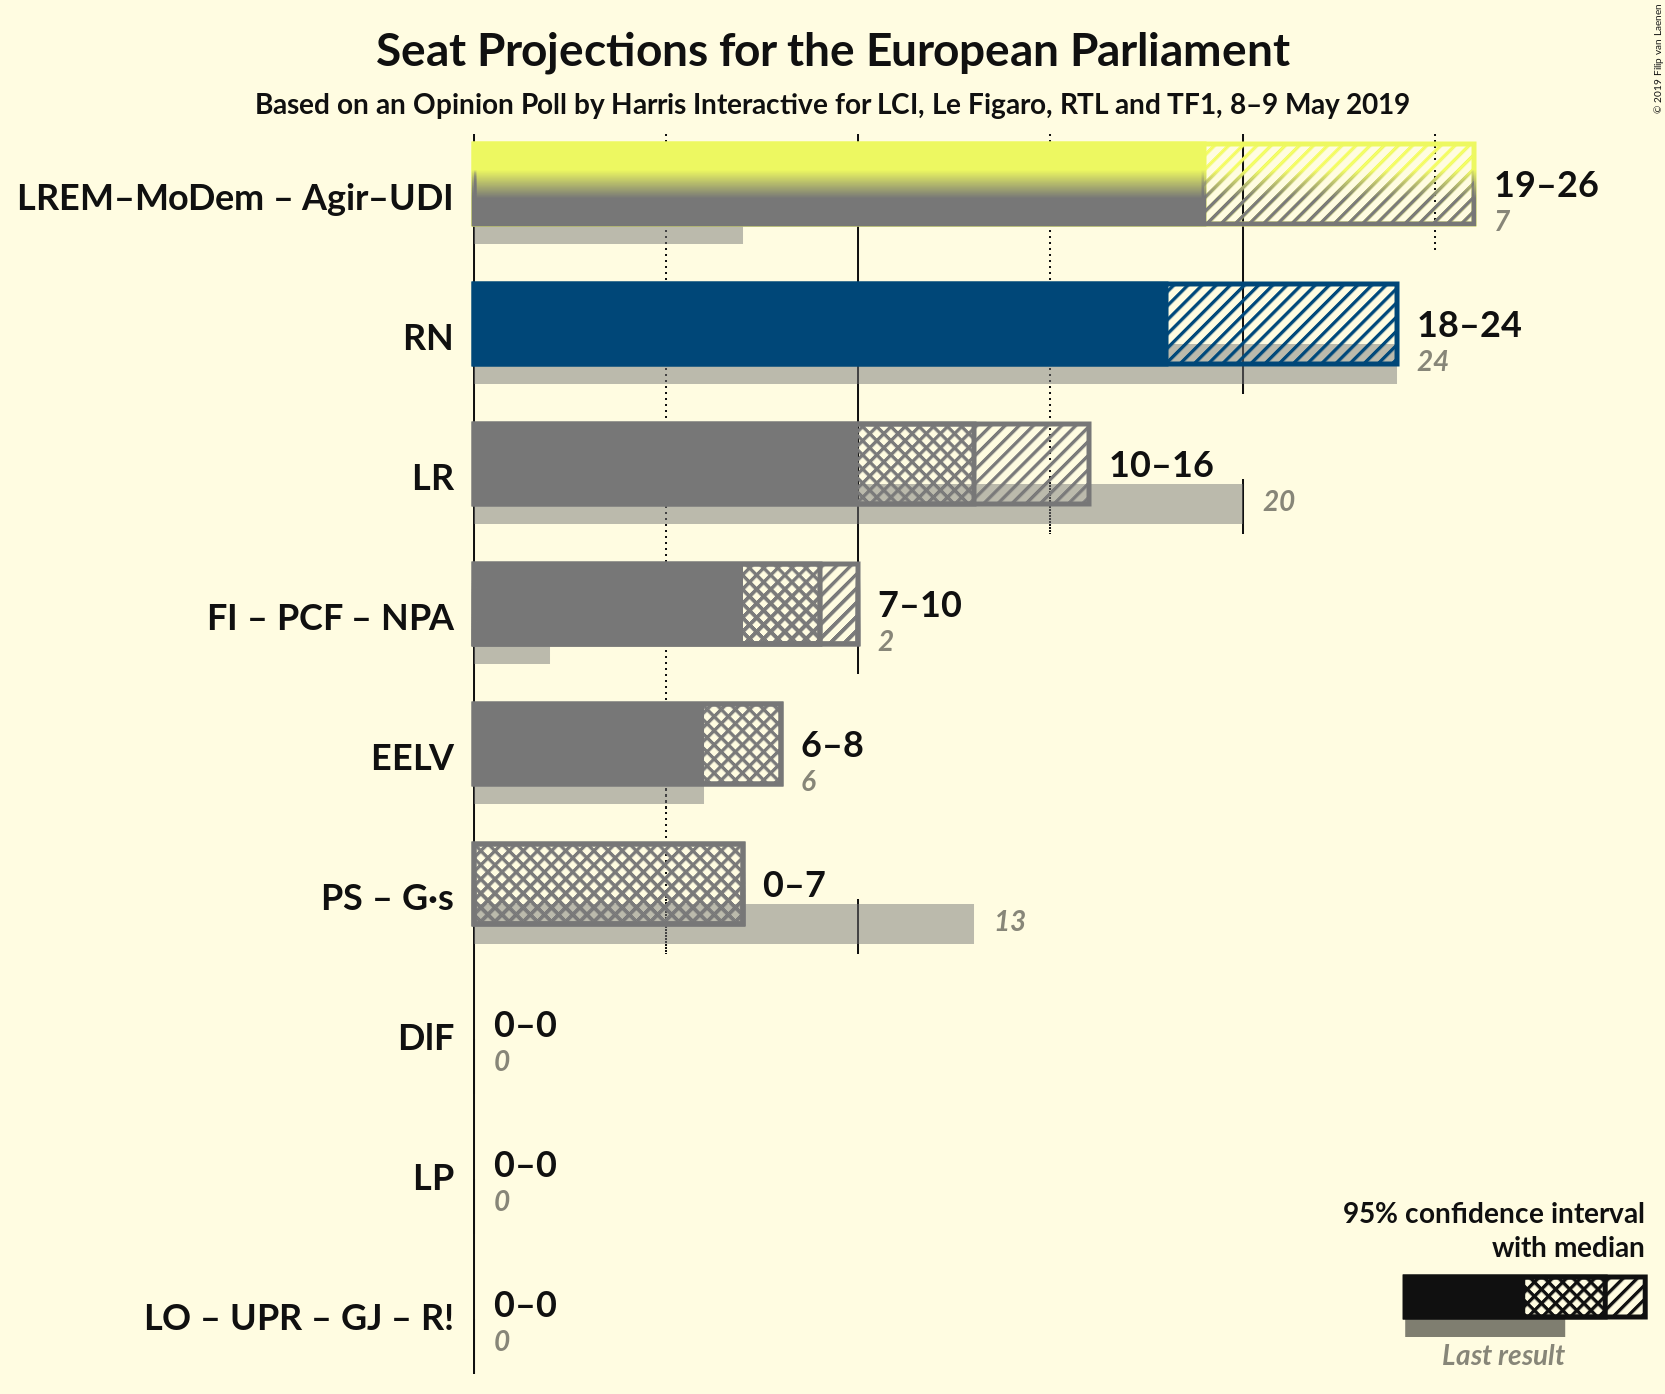 Seat Projections for the European Parliament
Based on an Opinion Poll by Harris Interactive for LCI, Le Figaro, RTL and TF1, 8–9 May 2019
© 2019 Filip van Laenen
LREM–MoDem – Agir–UDI
19–26
7
RN
18–24
24
LR
10–16
20
FI – PCF – NPA
7–10
2
EELV
6–8
6
PS – G·s
0–7
13
DlF
0–0
0
LP
0–0
0
LO – UPR – GJ – R!
0–0
0
95% confidence interval
with median
Last result